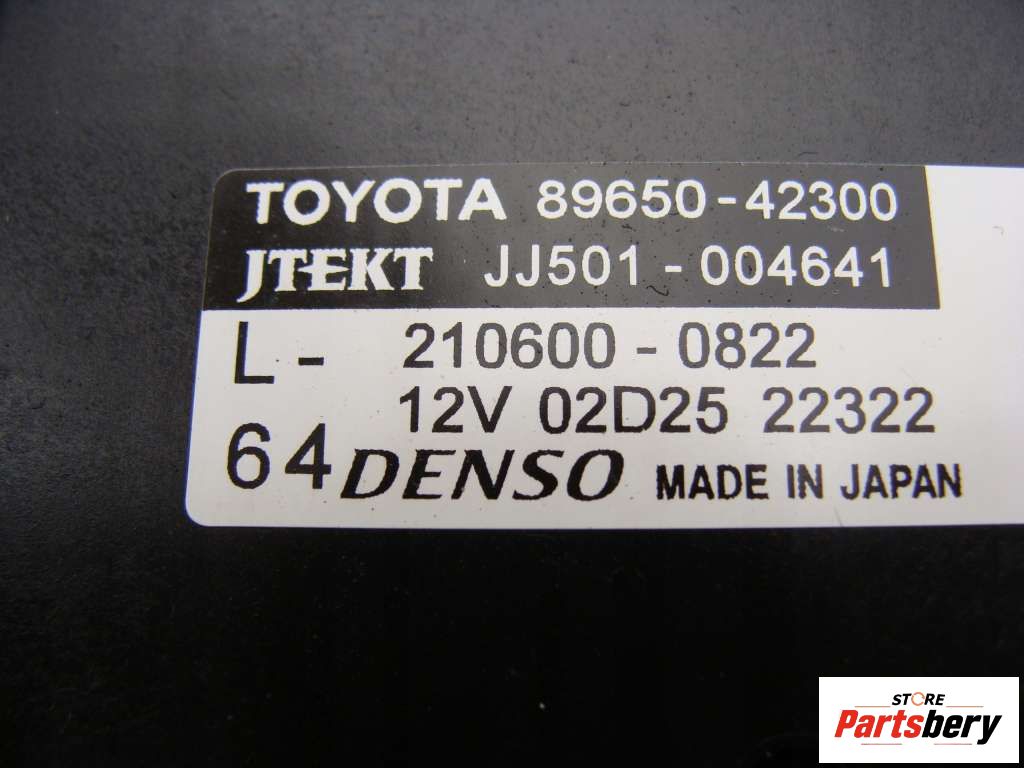 TOYOTA 89650-42300
JTEKT JJ501-004641
L- 210600-0822
12V 02D25 22322
64 DENSO MADE IN JAPAN
STORE
Partsbery